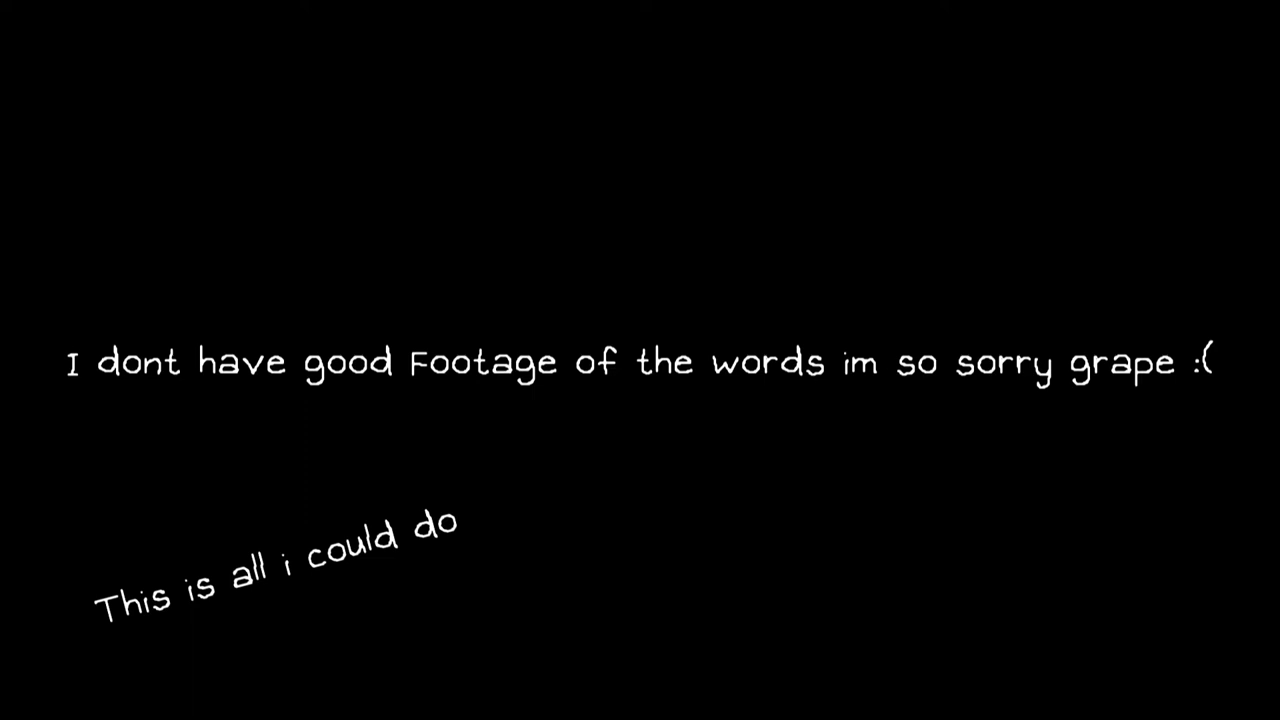 I dont have good Footage of the words im so sorry grape :(
This is all i could do